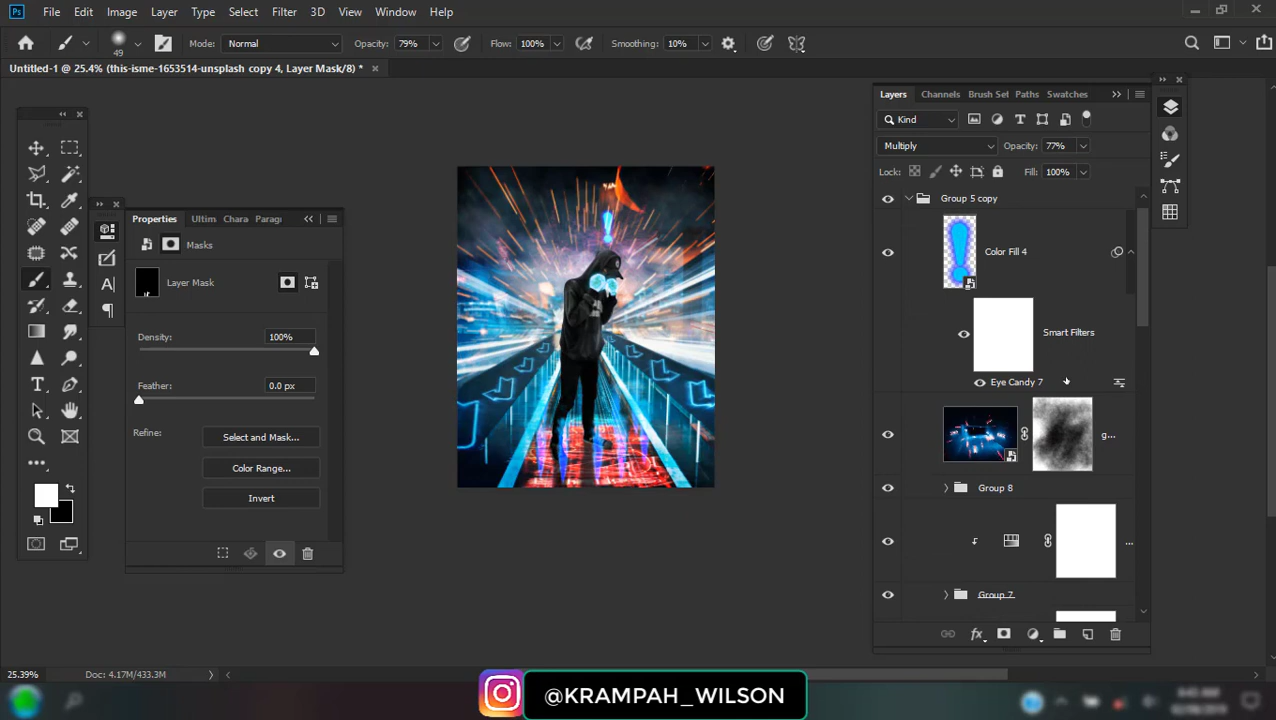 Ps File Edit Image Layer Type Select Filter 3D View Window Help
49 Mode: Normal Opacity: 79% Flow: 100% Smoothing: 10%
Untitled-1 @ 25.4% (this-isme-1653514-unsplash copy 4, Layer Mask/8) *
Properties Ultim Chara Paragi
Masks
Layer Mask
Density: 100%
Feather: 0.0 px
Refine: Select and Mask...
Color Range...
Invert
Layers Channels Brush Set Paths Swatches
Kind
Multiply Opacity: 77%
Lock: Fill: 100%
Group 5 copy
Color Fill 4
Smart Filters
Eye Candy 7
g...
Group 8
...
Group 7
25.39% Doc: 4.17M/433.3M
@KRAMPAH_WILSON